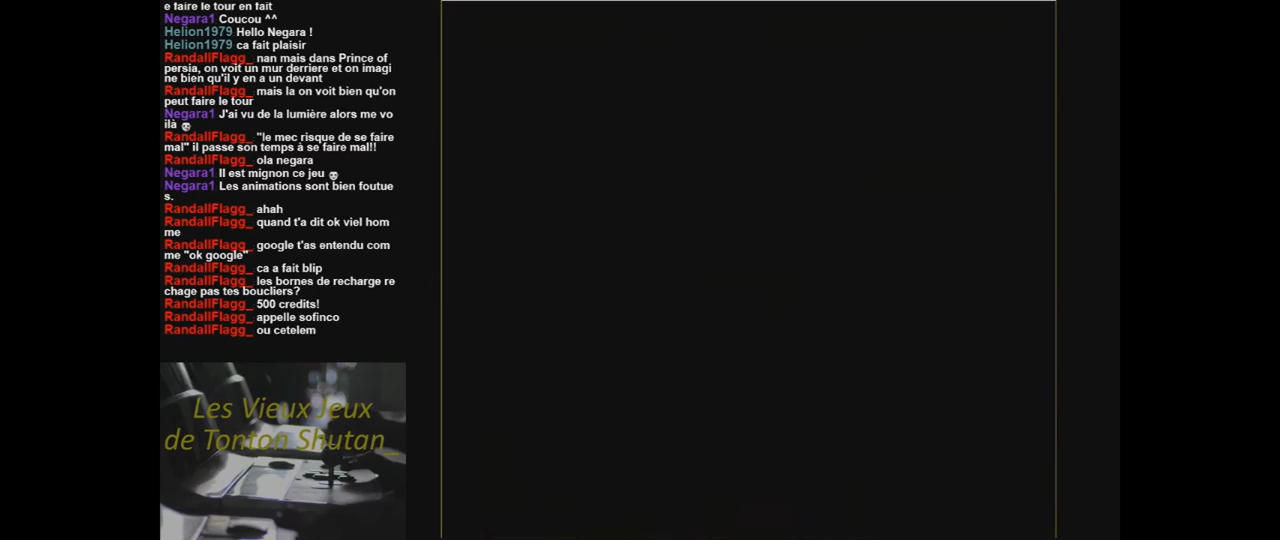 e faire le tour en fait
Negara1 Coucou ^^
Helion1979 Hello Negara !
Helion1979 ca fait plaisir
RandallFlagg_ nan mais dans Prince of
persia, on voit un mur derriere et on imagi
ne bien qu'il y en a un devant
RandallFlagg_ mais la on voit bien qu'on
peut faire le tour
Negara1 J'ai vu de la lumière alors me vo
ilà
RandallFlagg_ "le mec risque de se faire
mal" il passe son temps à se faire mal!!
RandallFlagg_ ola negara
Negara1 Il est mignon ce jeu
Negara1 Les animations sont bien foutue
s.
RandallFlagg_ ahah
RandallFlagg_ quand t'a dit ok viel hom
me
RandallFlagg_ google t'as entendu com
me "ok google"
RandallFlagg_ ca a fait blip
RandallFlagg_ les bornes de recharge re
chage pas tes boucliers?
RandallFlagg_ 500 credits!
RandallFlagg_ appelle sofinco
RandallFlagg_ ou cetelem
Les Vieux Jeux
de Tonton Shutan_